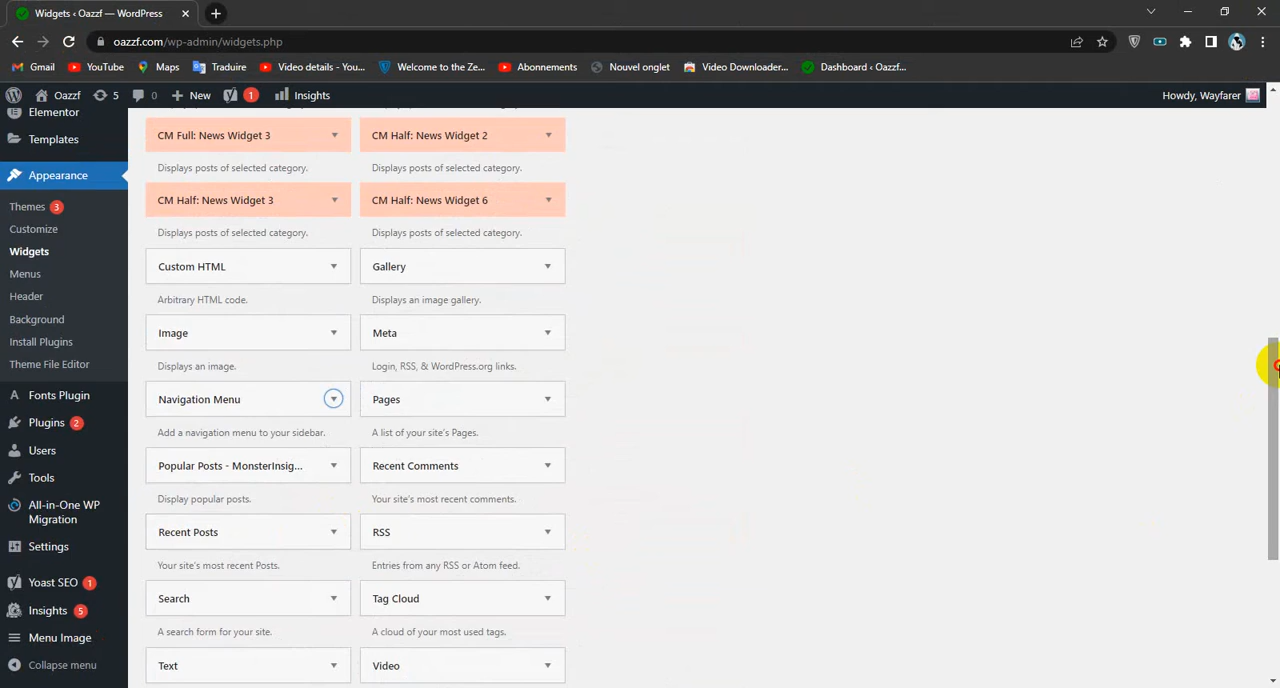 Widgets ‹ Oazzf — WordPress
oazzf.com/wp-admin/widgets.php
Gmail YouTube Maps Traduire Video details - You... Welcome to the Ze... Abonnements Nouvel onglet Video Downloader... Dashboard ‹ Oazzf...
Oazzf 5 0 New 1 Insights Howdy, Wayfarer
Elementor
Templates
Appearance
Themes 3
Customize
Widgets
Menus
Header
Background
Install Plugins
Theme File Editor
Fonts Plugin
Plugins 2
Users
Tools
All-in-One WP
Migration
Settings
Yoast SEO 1
Insights 5
Menu Image
Collapse menu
CM Full: News Widget 3 CM Half: News Widget 2
Displays posts of selected category. Displays posts of selected category.
CM Half: News Widget 3 CM Half: News Widget 6
Displays posts of selected category. Displays posts of selected category.
Custom HTML Gallery
Arbitrary HTML code. Displays an image gallery.
Image Meta
Displays an image. Login, RSS, & WordPress.org links.
Navigation Menu Pages
Add a navigation menu to your sidebar. A list of your site's Pages.
Popular Posts - MonsterInsig... Recent Comments
Display popular posts. Your site's most recent comments.
Recent Posts RSS
Your site's most recent Posts. Entries from any RSS or Atom feed.
Search Tag Cloud
A search form for your site. A cloud of your most used tags.
Text Video